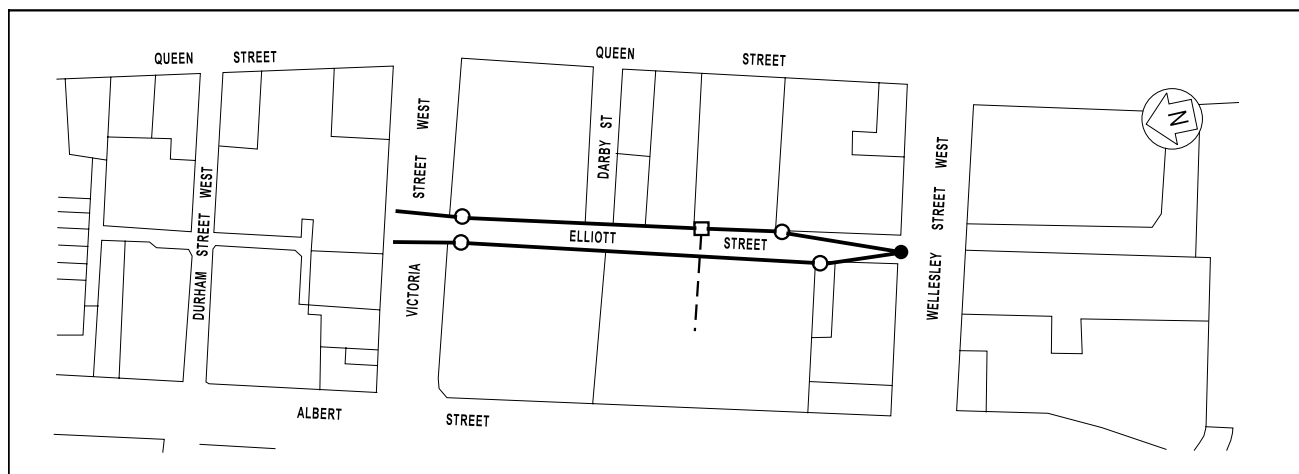 QUEEN STREET
QUEEN STREET
STREET WEST
DARBY ST
N
DURHAM STREET WEST
ELLIOTT STREET
WELLESLEY STREET WEST
VICTORIA
ALBERT STREET